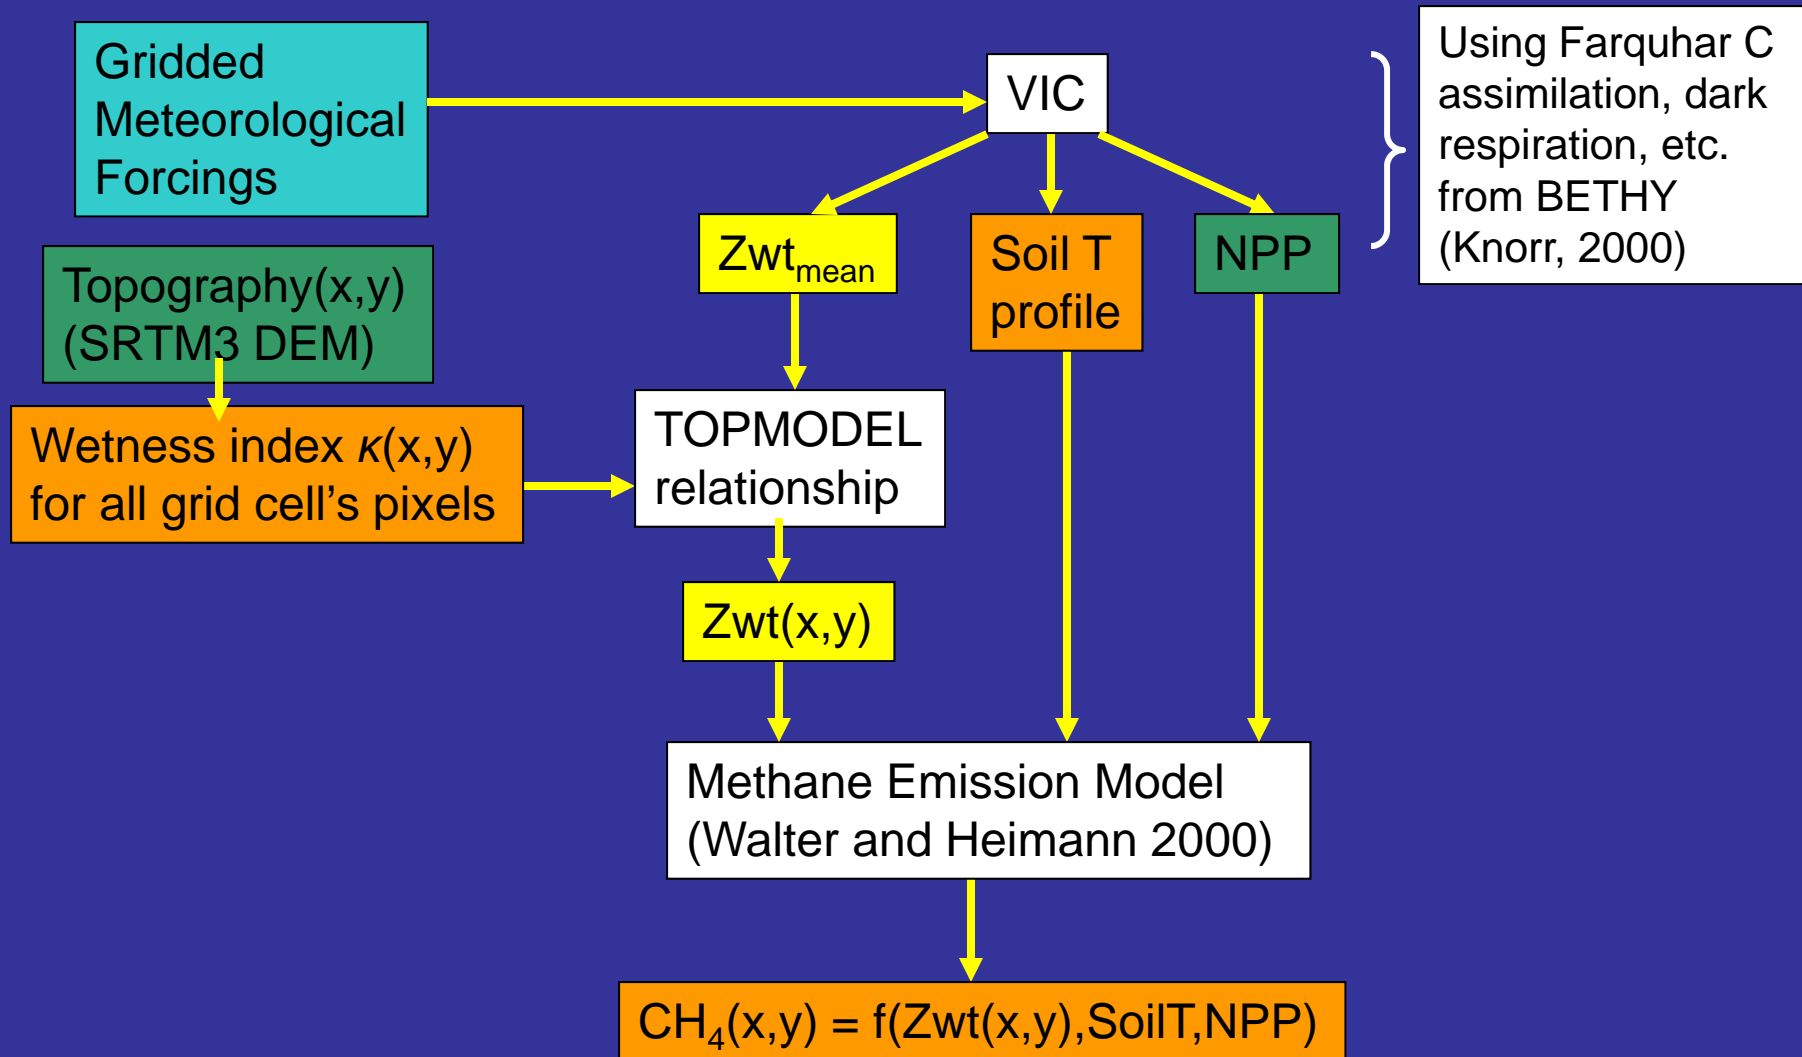 Gridded
Meteorological
Forcings
VIC
Using Farquhar C
assimilation, dark
respiration, etc.
from BETHY
(Knorr, 2000)
Zwt_mean
Soil T
profile
NPP
Topography(x,y)
(SRTM3 DEM)
Wetness index κ(x,y)
for all grid cell's pixels
TOPMODEL
relationship
Zwt(x,y)
Methane Emission Model
(Walter and Heimann 2000)
CH₄(x,y) = f(Zwt(x,y),SoilT,NPP)